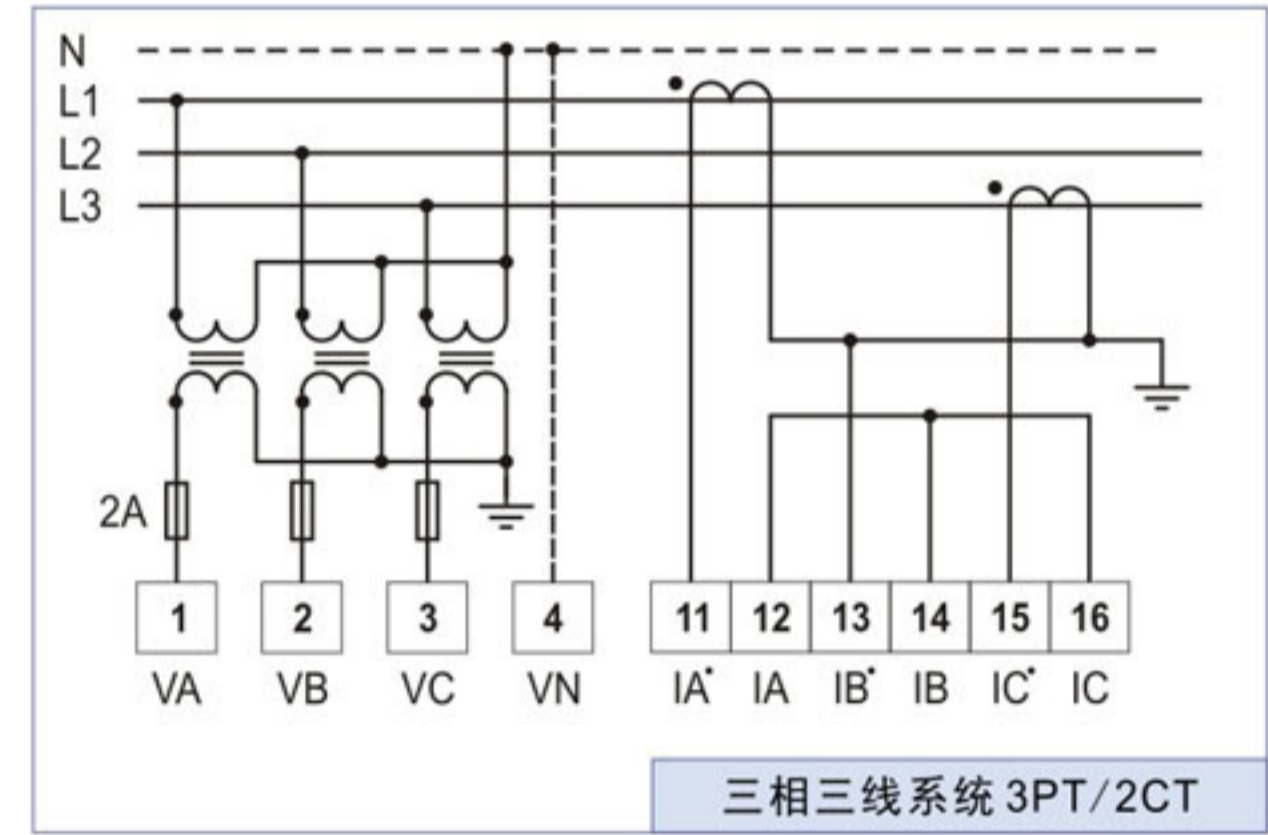 N
L1
L2
L3
2A
1 2 3 4 11 12 13 14 15 16
VA VB VC VN IA• IA IB• IB IC• IC
三相三线系统 3PT/2CT